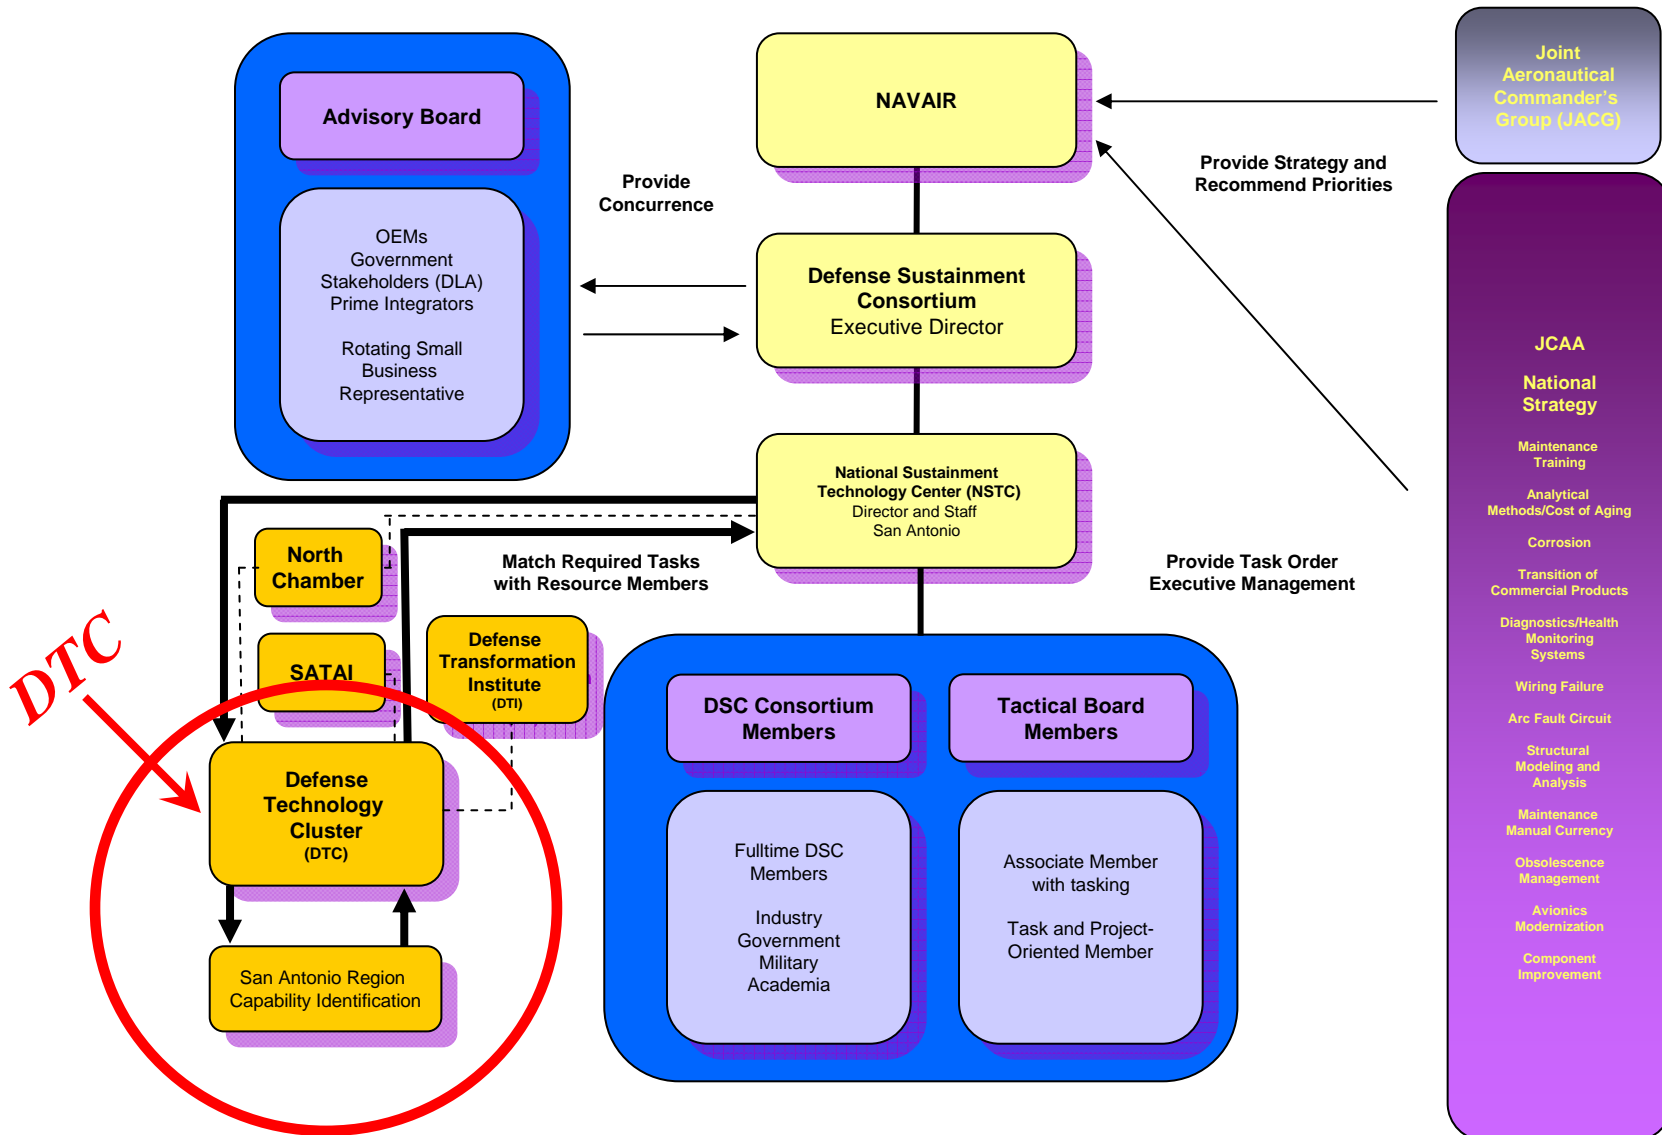 Advisory Board
OEMs
Government
Stakeholders (DLA)
Prime Integrators
Rotating Small
Business
Representative
Provide
Concurrence
NAVAIR
Defense Sustainment
Consortium
Executive Director
National Sustainment
Technology Center (NSTC)
Director and Staff
San Antonio
Provide Strategy and
Recommend Priorities
Joint
Aeronautical
Commander's
Group (JACG)
JCAA
National
Strategy
Maintenance
Training
Analytical
Methods/Cost of Aging
Corrosion
Transition of
Commercial Products
Diagnostics/Health
Monitoring
Systems
Wiring Failure
Arc Fault Circuit
Structural
Modeling and
Analysis
Maintenance
Manual Currency
Obsolescence
Management
Avionics
Modernization
Component
Improvement
North
Chamber
SATAI
Match Required Tasks
with Resource Members
Provide Task Order
Executive Management
Defense
Transformation
Institute
(DTI)
DTC
Defense
Technology
Cluster
(DTC)
San Antonio Region
Capability Identification
DSC Consortium
Members
Fulltime DSC
Members
Industry
Government
Military
Academia
Tactical Board
Members
Associate Member
with tasking
Task and Project-
Oriented Member